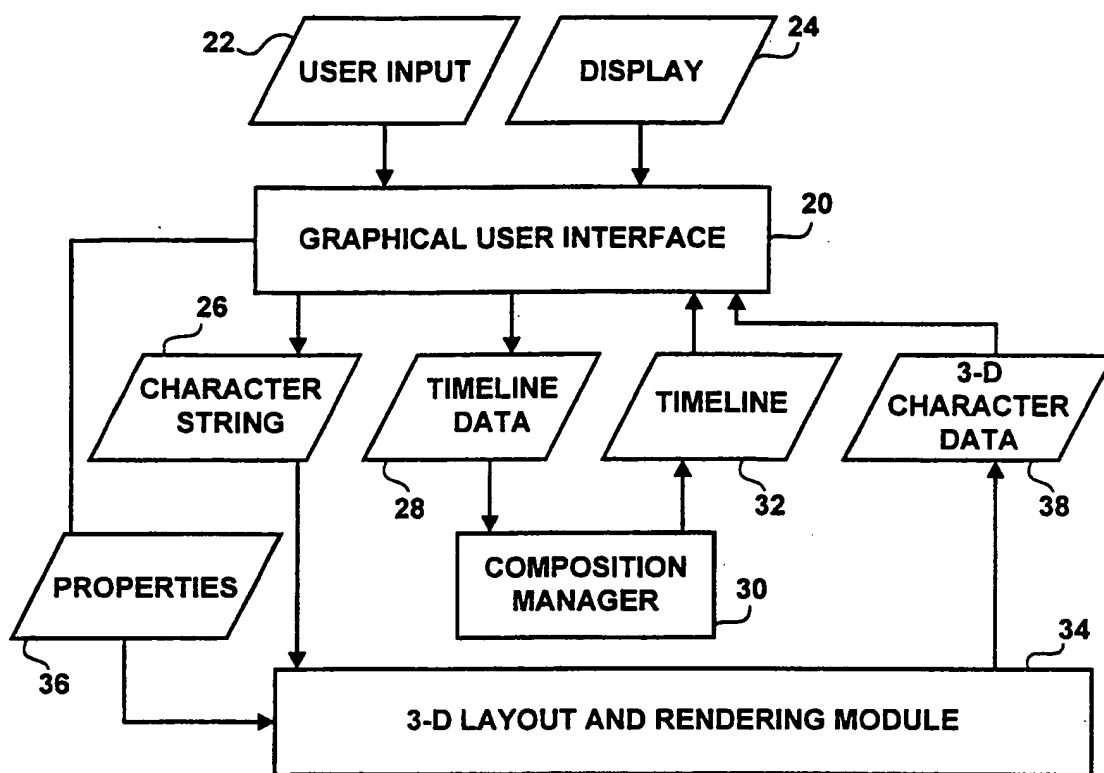 22
USER INPUT
DISPLAY
24
GRAPHICAL USER INTERFACE
20
26
CHARACTER
STRING
TIMELINE
DATA
TIMELINE
3-D
CHARACTER
DATA
28
32
38
PROPERTIES
COMPOSITION
MANAGER
30
36
34
3-D LAYOUT AND RENDERING MODULE